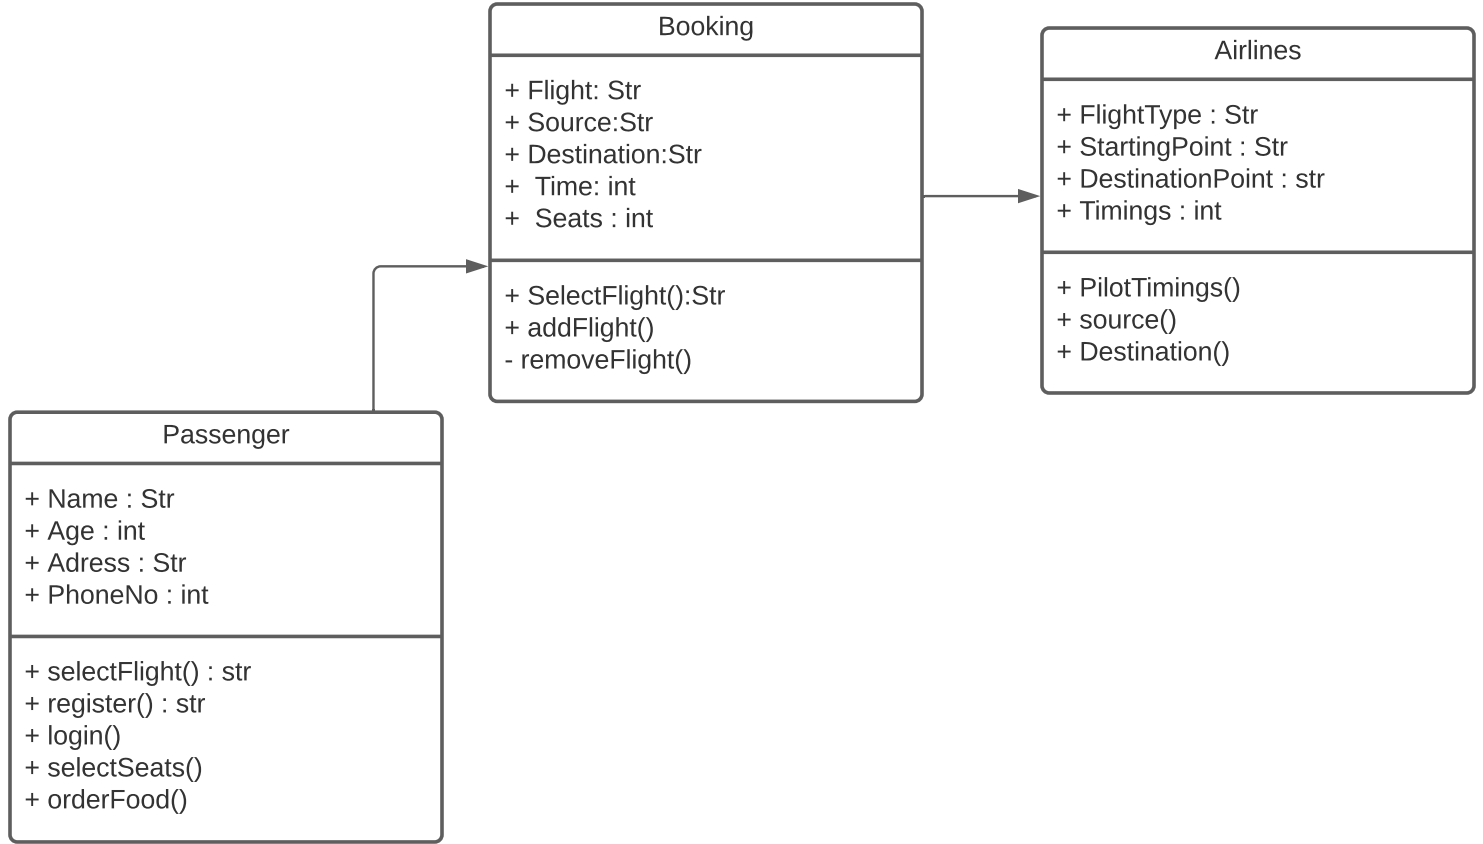 Booking
+ Flight: Str
+ Source:Str
+ Destination:Str
+  Time: int
+  Seats : int
+ SelectFlight():Str
+ addFlight()
- removeFlight()
Airlines
+ FlightType : Str
+ StartingPoint : Str
+ DestinationPoint : str
+ Timings : int
+ PilotTimings()
+ source()
+ Destination()
Passenger
+ Name : Str
+ Age : int
+ Adress : Str
+ PhoneNo : int
+ selectFlight() : str
+ register() : str
+ login()
+ selectSeats()
+ orderFood()